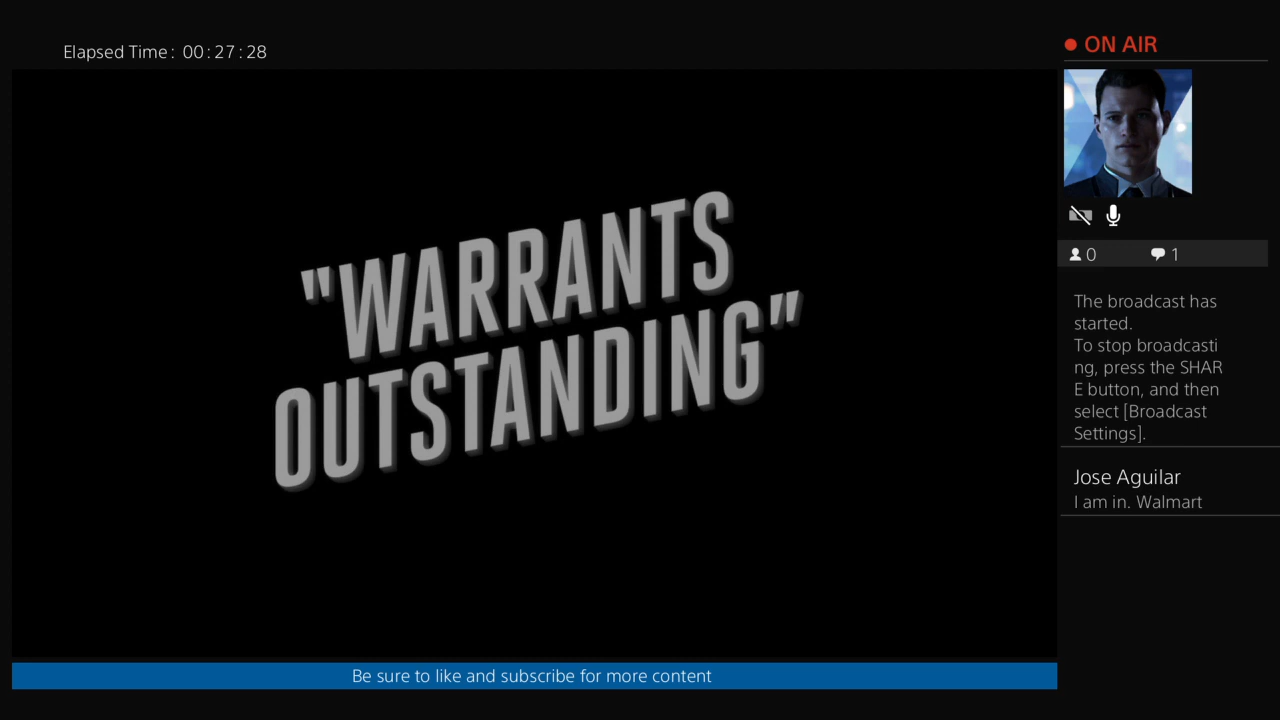 Elapsed Time: 00:27:28
ON AIR
"WARRANTS
OUTSTANDING"
0 1
The broadcast has
started.
To stop broadcasti
ng, press the SHAR
E button, and then
select [Broadcast
Settings].
Jose Aguilar
I am in. Walmart
Be sure to like and subscribe for more content